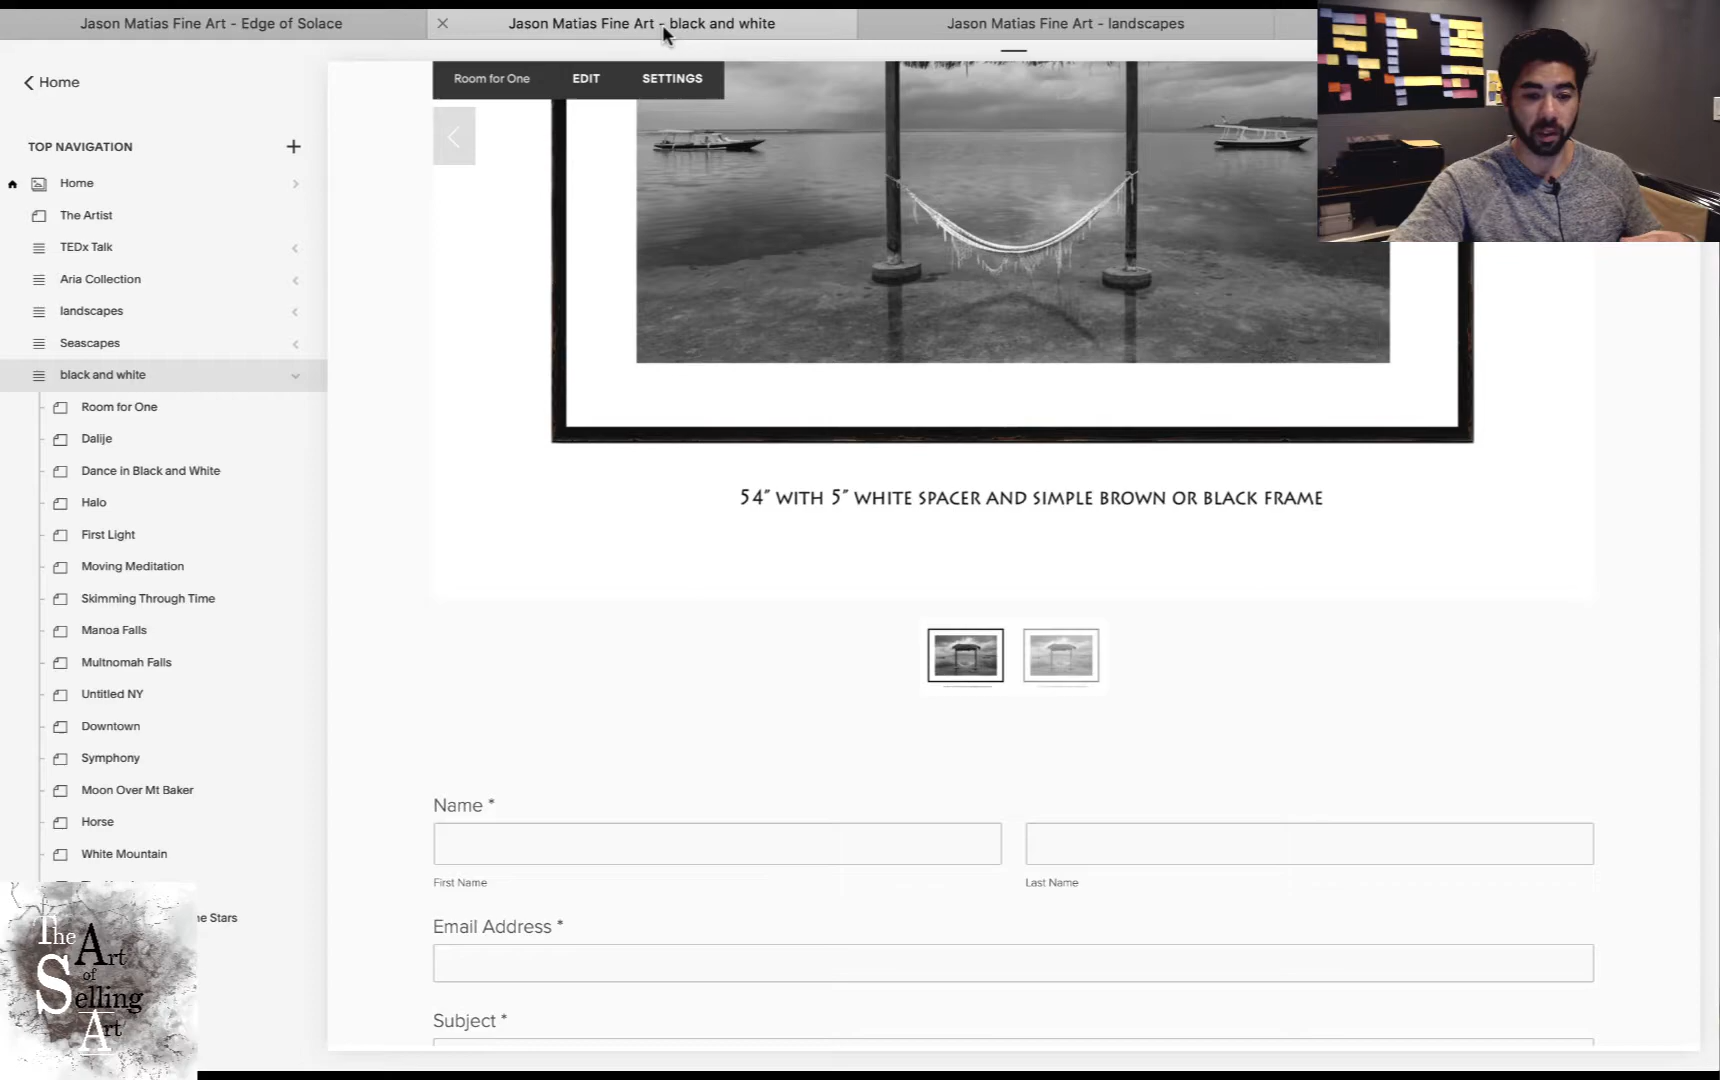 Jason Matias Fine Art - Edge of Solace
Jason Matias Fine Art - black and white
Jason Matias Fine Art - landscapes
Home
Room for One EDIT SETTINGS
TOP NAVIGATION
Home
The Artist
TEDx Talk
Aria Collection
landscapes
Seascapes
black and white
Room for One
Dalije
Dance in Black and White
Halo
First Light
Moving Meditation
Skimming Through Time
Manoa Falls
Multnomah Falls
Untitled NY
Downtown
Symphony
Moon Over Mt Baker
Horse
White Mountain
ne Stars
54" WITH 5" WHITE SPACER AND SIMPLE BROWN OR BLACK FRAME
Name *
First Name
Last Name
Email Address *
Subject *
The
Art
of
Selling
Art